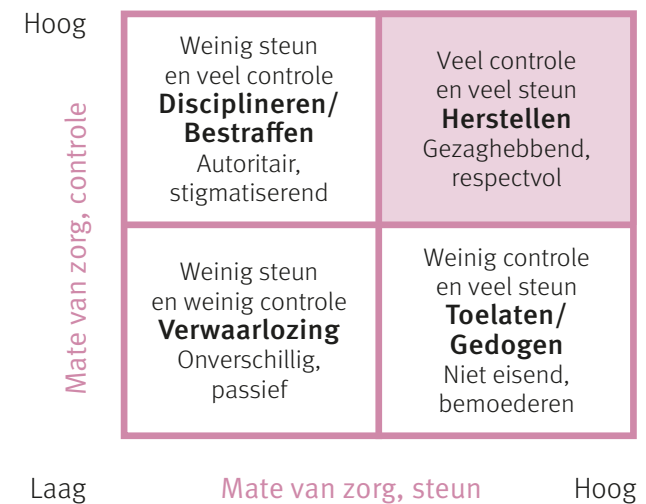 Hoog
Mate van zorg, controle
Weinig steun
en veel controle
Disciplineren/
Bestraffen
Autoritair,
stigmatiserend
Veel controle
en veel steun
Herstellen
Gezaghebbend,
respectvol
Weinig steun
en weinig controle
Verwaarlozing
Onverschillig,
passief
Weinig controle
en veel steun
Toelaten/
Gedogen
Niet eisend,
bemoederen
Laag
Mate van zorg, steun
Hoog